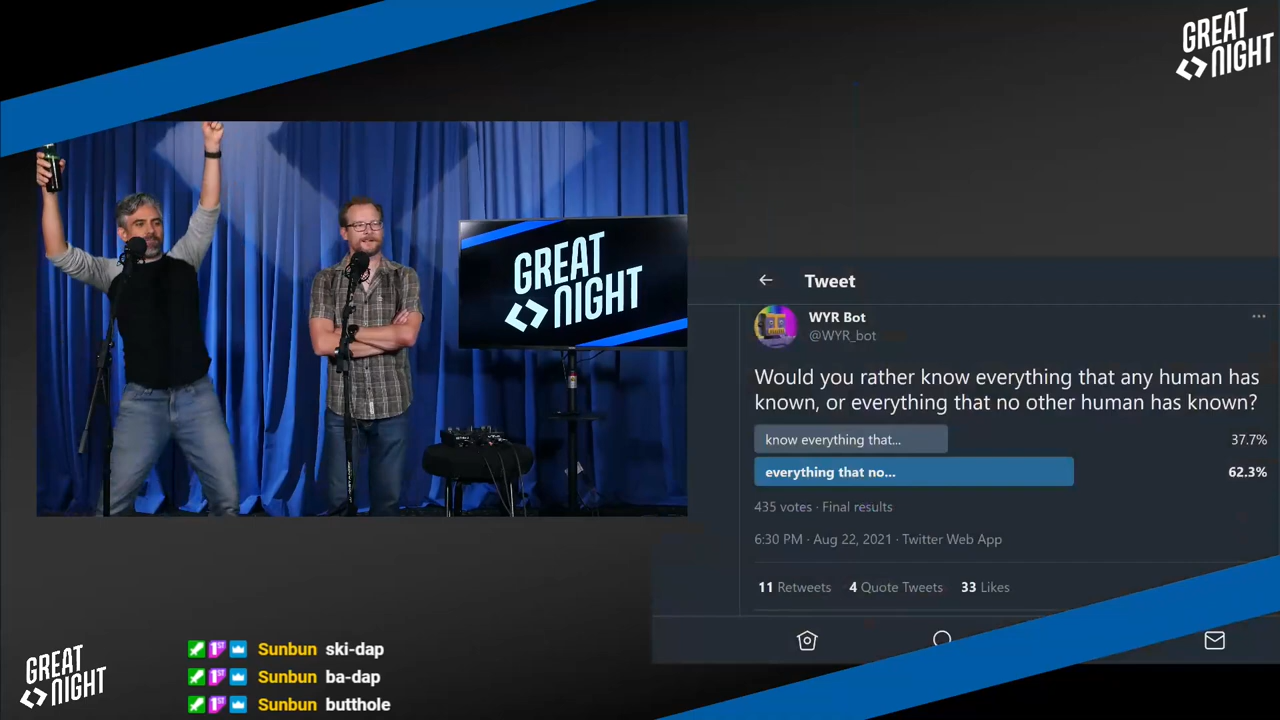 GREAT
NIGHT
GREAT
NIGHT
Tweet
WYR Bot
@WYR_bot
Would you rather know everything that any human has
known, or everything that no other human has known?
know everything that... 37.7%
everything that no... 62.3%
435 votes · Final results
6:30 PM · Aug 22, 2021 · Twitter Web App
11 Retweets 4 Quote Tweets 33 Likes
GREAT
NIGHT
1ST Sunbun ski-dap
1ST Sunbun ba-dap
1ST Sunbun butthole